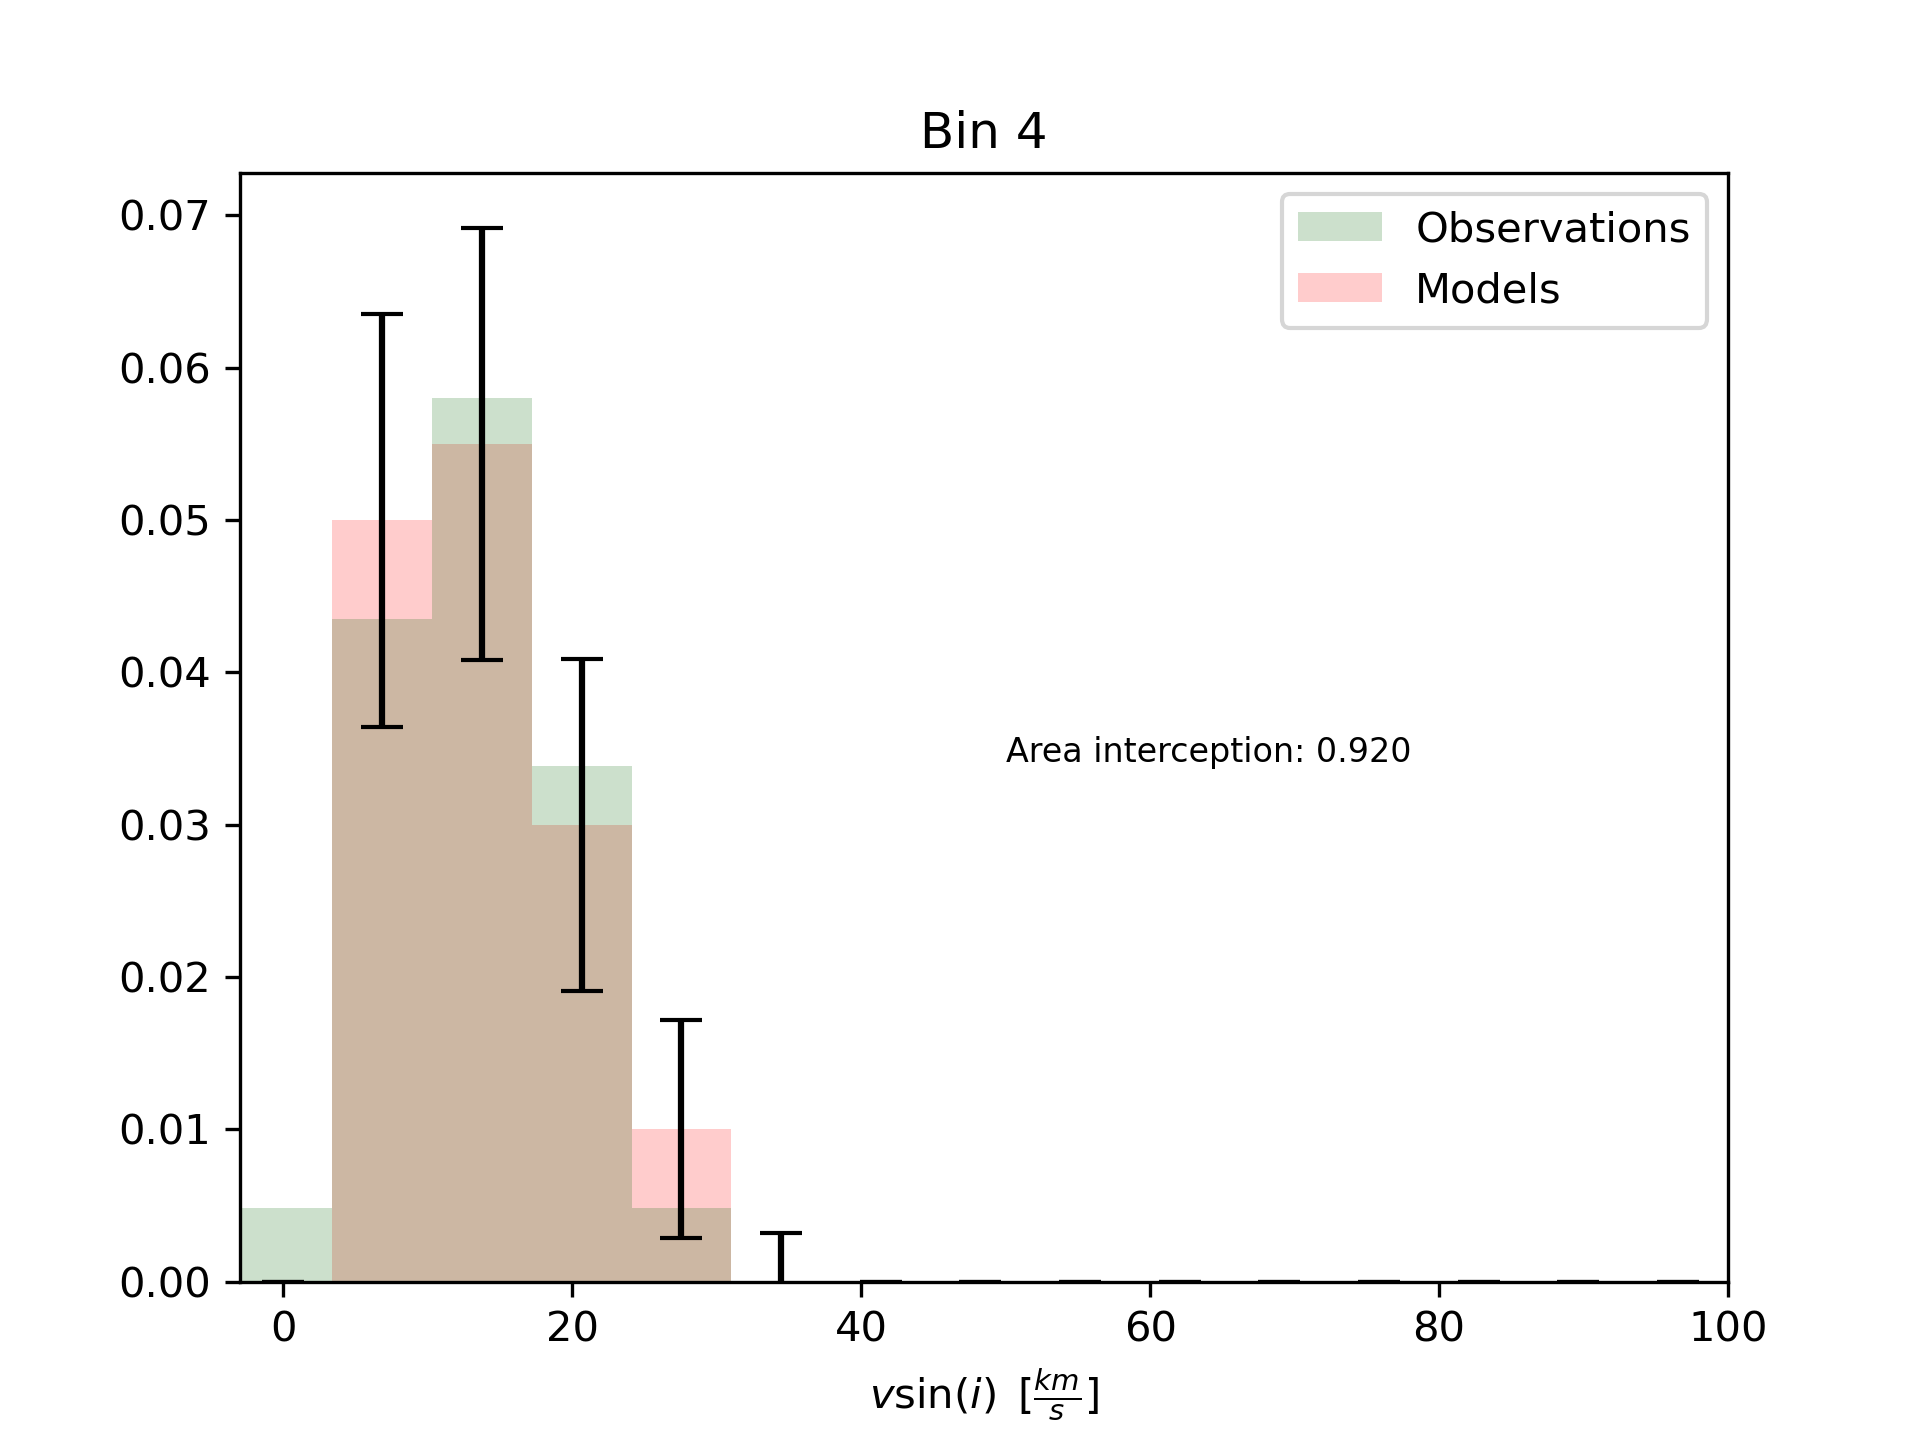 Bin 4
0.07
0.06
0.05
0.04
0.03
0.02
0.01
0.00
Observations
Models
Area interception: 0.920
0 20 40 60 80 100
vsin(i) [km/s]